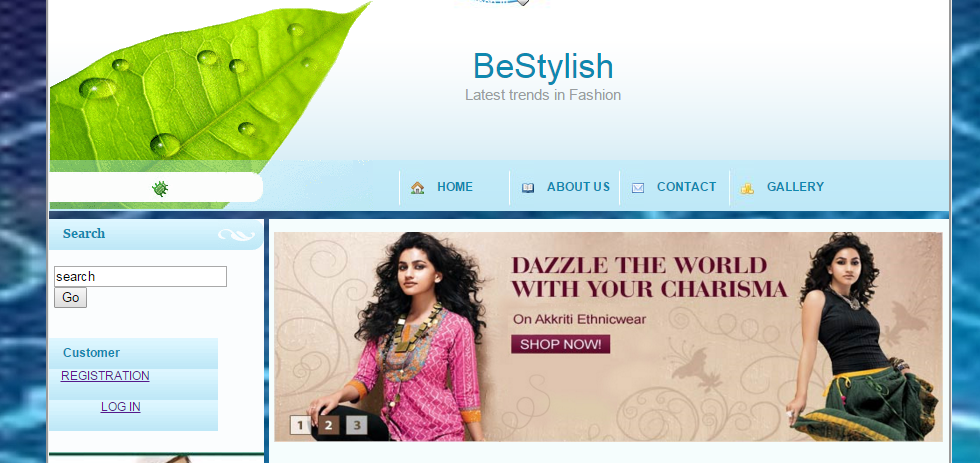 BeStylish
Latest trends in Fashion
HOME
ABOUT US
CONTACT
GALLERY
Search
search
Go
Customer
REGISTRATION
LOG IN
DAZZLE THE WORLD
WITH YOUR CHARISMA
On Akkriti Ethnicwear
SHOP NOW!
1 2 3